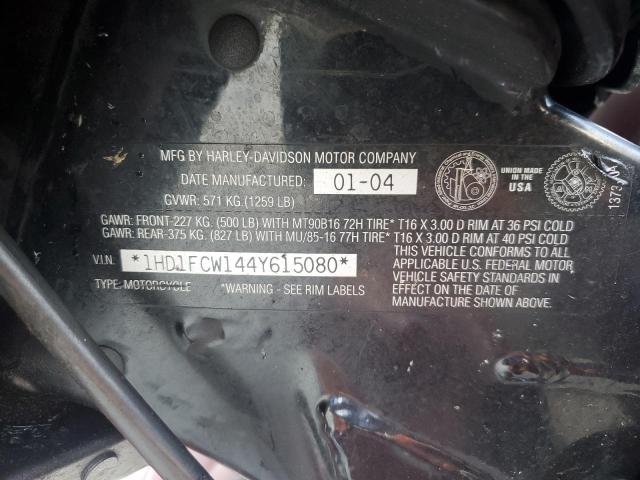 MFG BY HARLEY-DAVIDSON MOTOR COMPANY
DATE MANUFACTURED: 01-04
GVWR: 571 KG (1259 LB)
UNION MADE
IN THE
USA
1373
GAWR: FRONT-227 KG. (500 LB) WITH MT90B16 72H TIRE* T16 X 3.00 D RIM AT 36 PSI COLD
GAWR: REAR-375 KG. (827 LB) WITH MU/85-16 77H TIRE* T16 X 3.00 D RIM AT 40 PSI COLD
V.I.N. *1HD1FCW144Y615080*
TYPE: MOTORCYCLE *WARNING - SEE RIM LABELS
THIS VEHICLE CONFORMS TO ALL
APPLICABLE U.S. FEDERAL MOTOR
VEHICLE SAFETY STANDARDS IN
EFFECT ON THE DATE OF
MANUFACTURE SHOWN ABOVE.